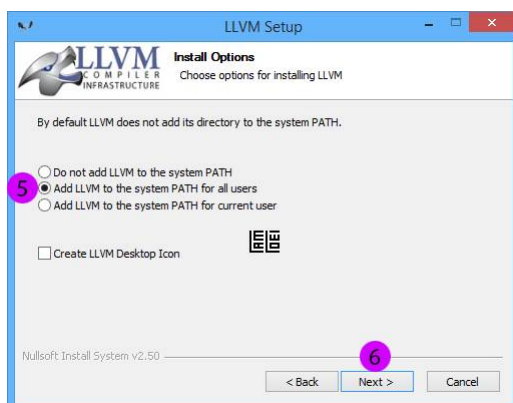 LLVM Setup
LLVM
COMPILER
INFRASTRUCTURE
Install Options
Choose options for installing LLVM
By default LLVM does not add its directory to the system PATH.
Do not add LLVM to the system PATH
5
Add LLVM to the system PATH for all users
Add LLVM to the system PATH for current user
Create LLVM Desktop Icon
Nullsoft Install System v2.50
6
< Back Next > Cancel